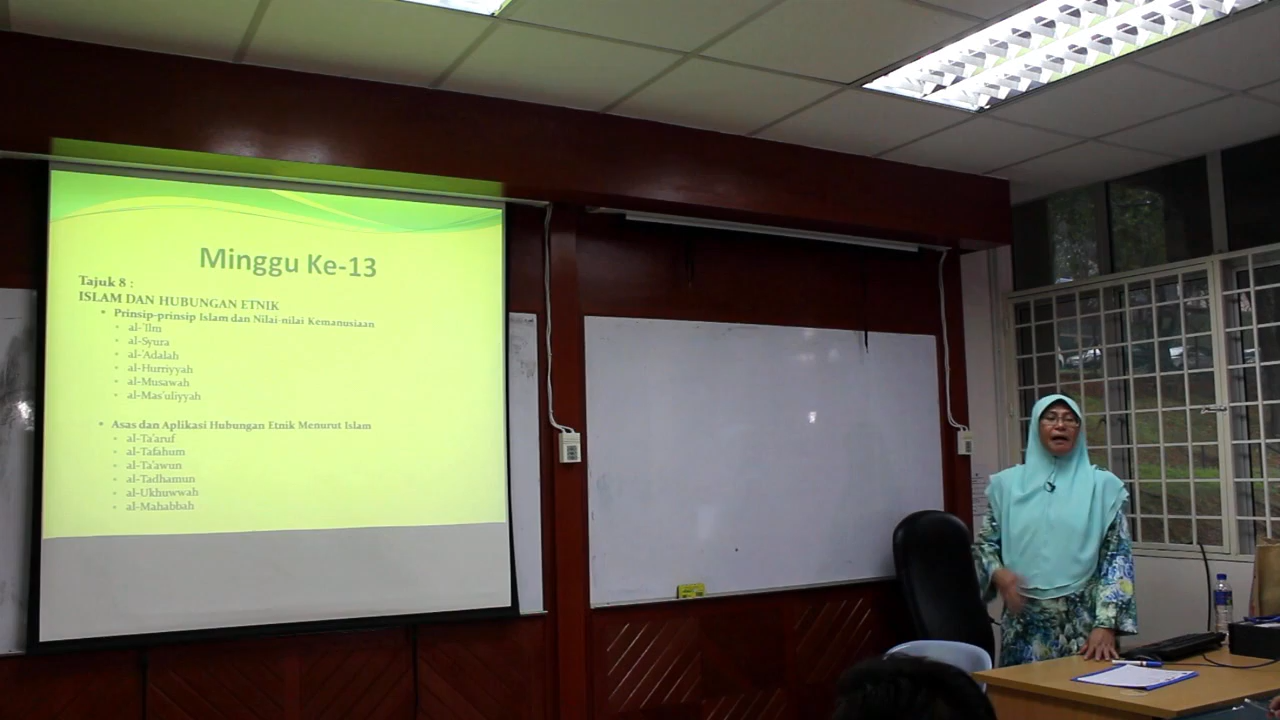 Minggu Ke-13
Tajuk 8 :
ISLAM DAN HUBUNGAN ETNIK
• Prinsip-prinsip Islam dan Nilai-nilai Kemanusiaan
• al-'Ilm
• al-Syura
• al-'Adalah
• al-Hurriyyah
• al-Musawah
• al-Mas'uliyyah
• Asas dan Aplikasi Hubungan Etnik Menurut Islam
• al-Ta'aruf
• al-Tafahum
• al-Ta'awun
• al-Tadhamun
• al-Ukhuwwah
• al-Mahabbah